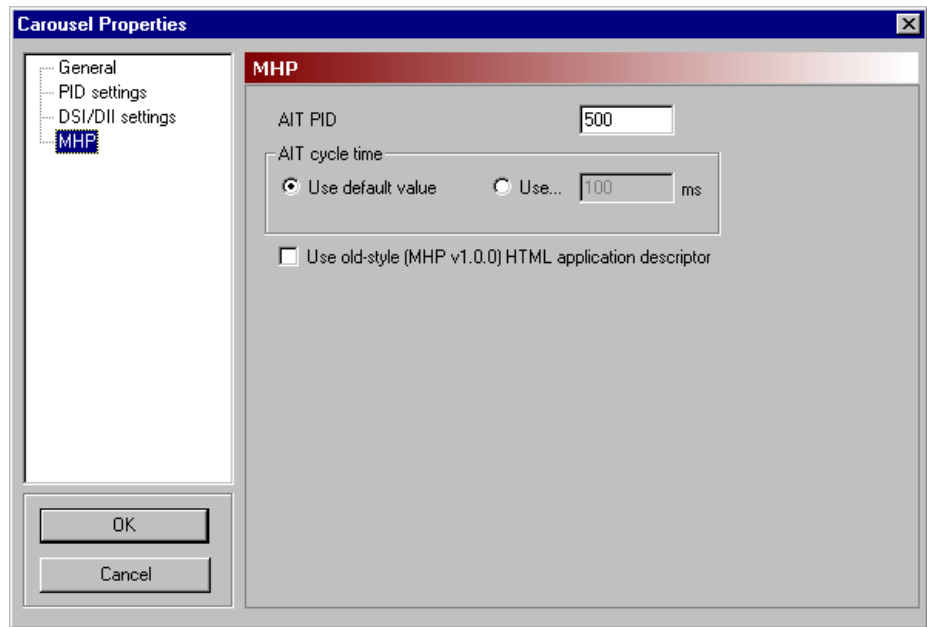 Carousel Properties
General
PID settings
DSI/DII settings
MHP
OK
Cancel
MHP
AIT PID 500
AIT cycle time
Use default value Use... 100 ms
Use old-style (MHP v1.0.0) HTML application descriptor